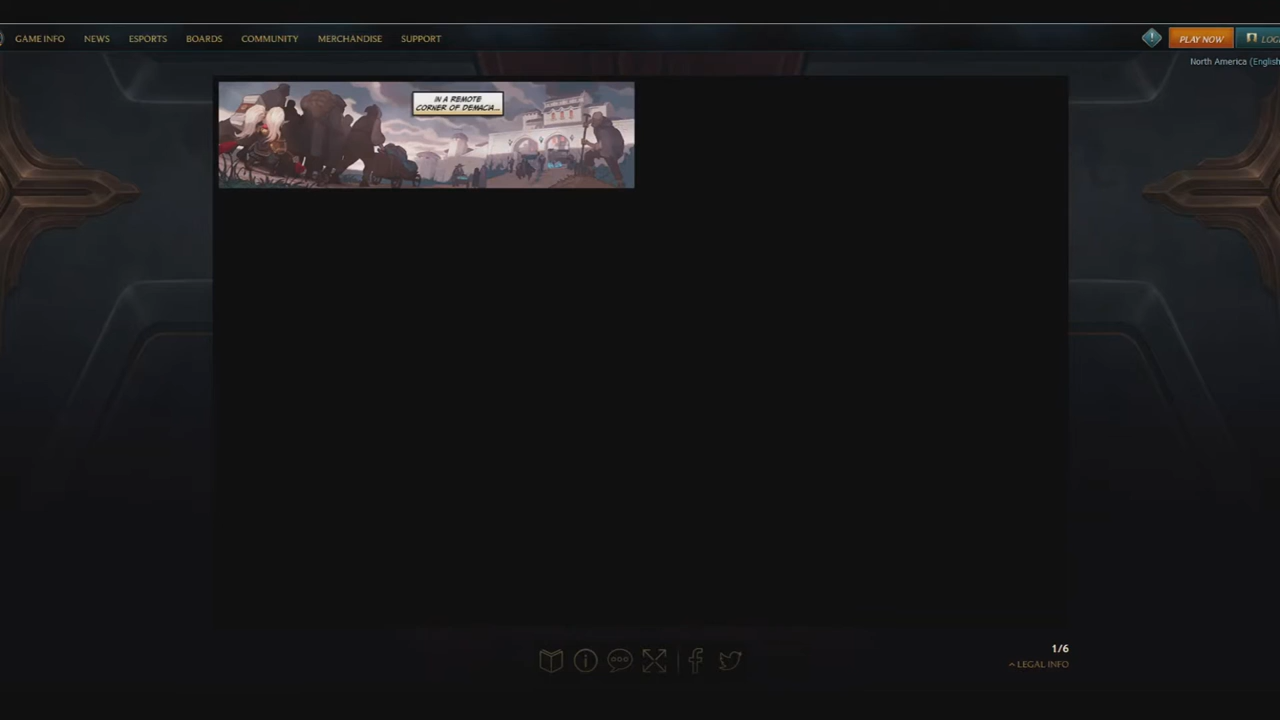 GAME INFO NEWS ESPORTS BOARDS COMMUNITY MERCHANDISE SUPPORT PLAY NOW
North America (English
IN A REMOTE
CORNER OF DEMACIA...
1/6
LEGAL INFO